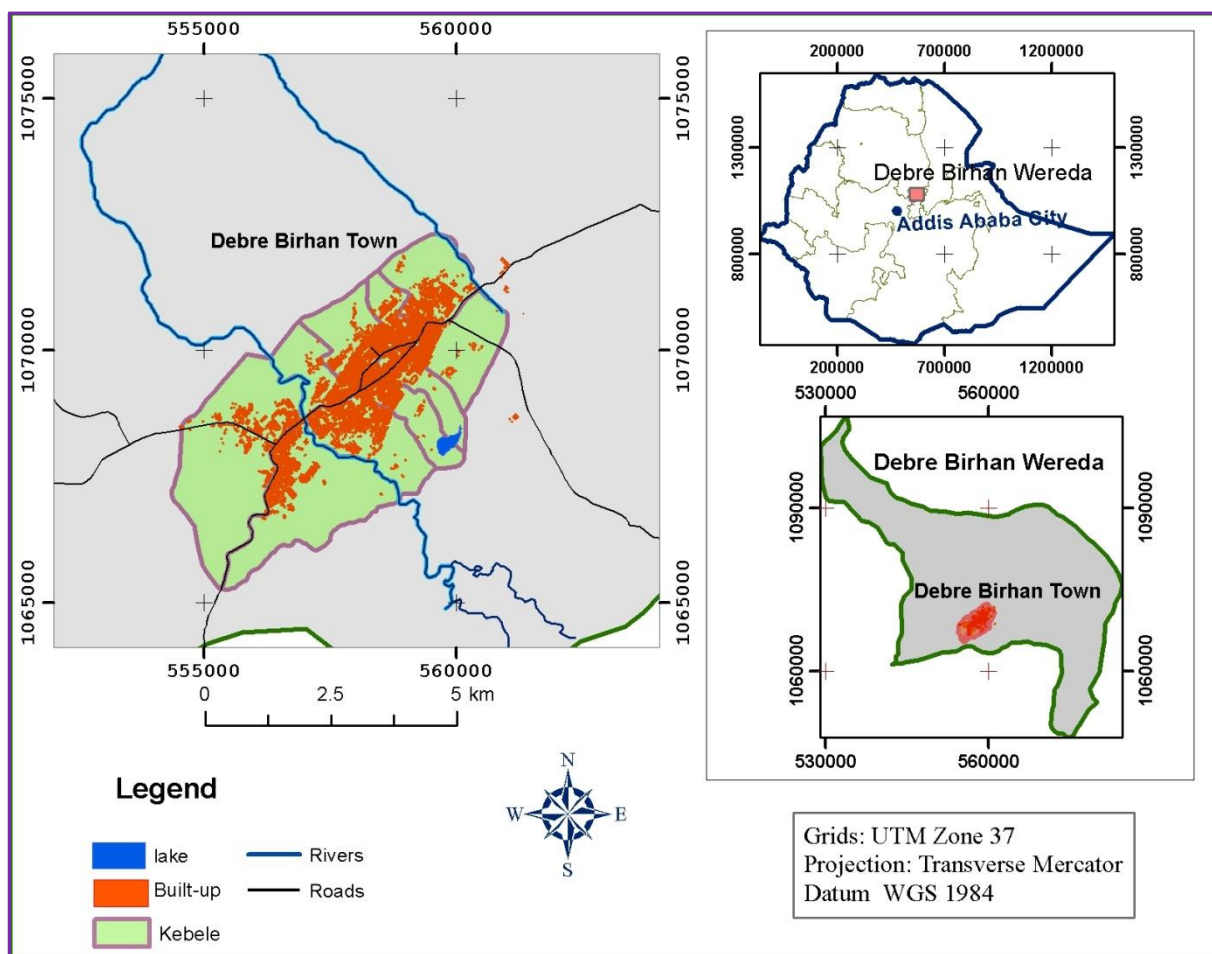 555000 560000
1075000 1075000
Debre Birhan Town
1070000 1070000
1065000 1065000
555000 560000
0 2.5 5 km
Legend
lake
Built-up
Kebele
Rivers
Roads
N
W E
S
200000 700000 1200000
1300000 1300000
Debre Birhan Wereda
Addis Ababa City
800000 800000
200000 700000 1200000
530000 560000
Debre Birhan Wereda
1090000 1090000
Debre Birhan Town
1060000 1060000
530000 560000
Grids: UTM Zone 37
Projection: Transverse Mercator
Datum WGS 1984